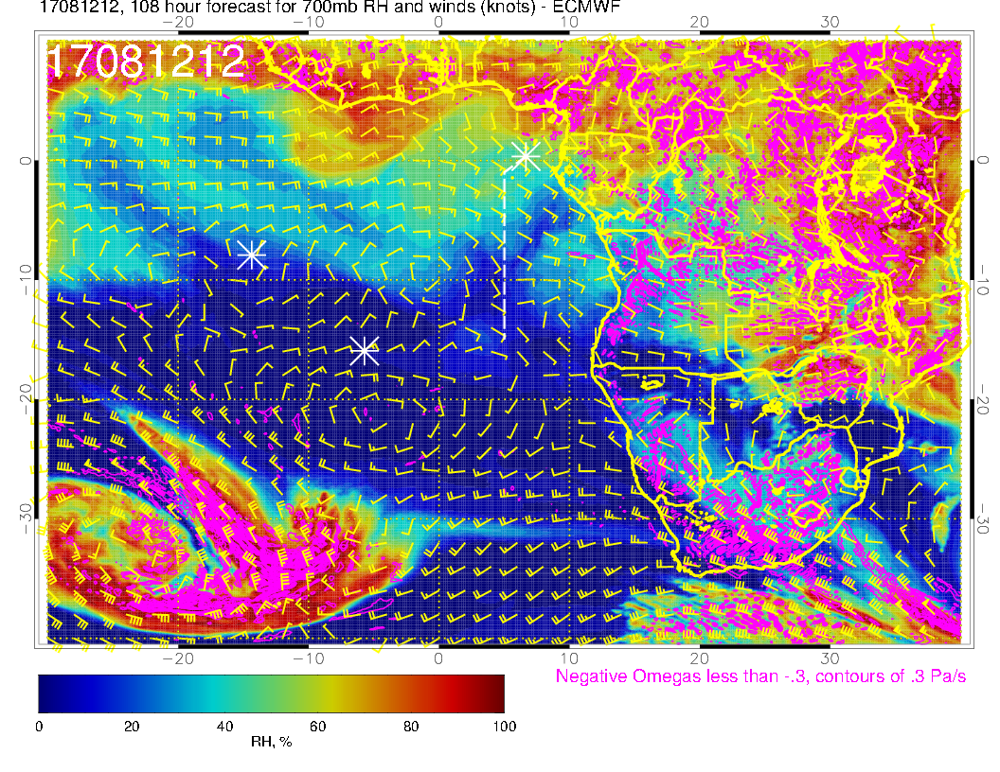 17081212, 108 hour forecast for 700mb RH and winds (knots) - ECMWF
−20 −10 0 10 20 30
17081212
0 0
−10 −10
−20 −20
−30 −30
−20 −10 0 10 20 30
Negative Omegas less than -.3, contours of .3 Pa/s
0 20 40 60 80 100
RH, %